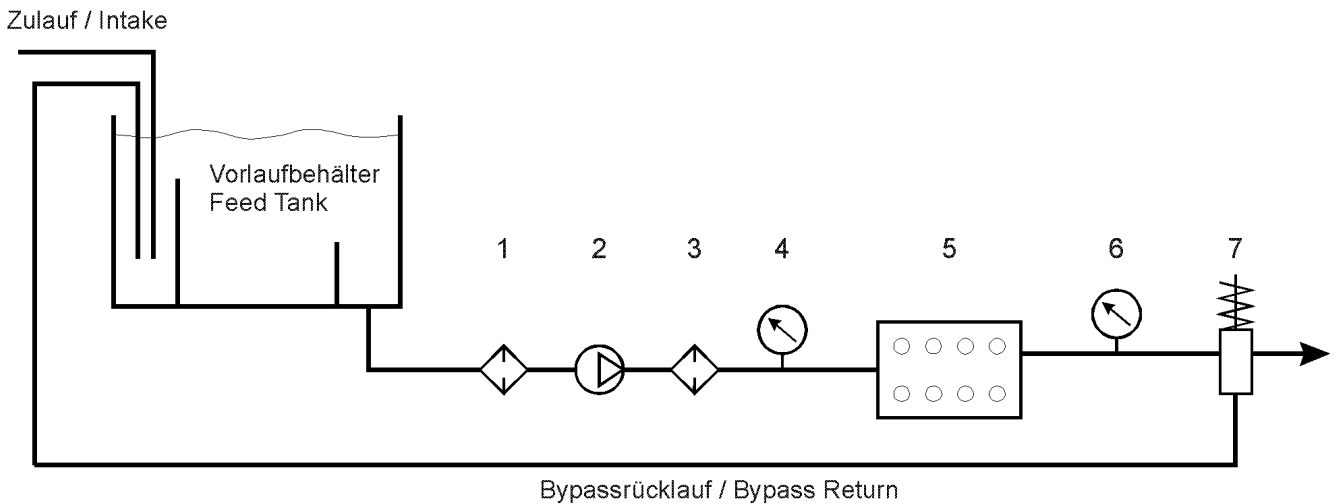 Zulauf / Intake
Vorlaufbehälter
Feed Tank
1 2 3 4 5 6 7
Bypassrücklauf / Bypass Return